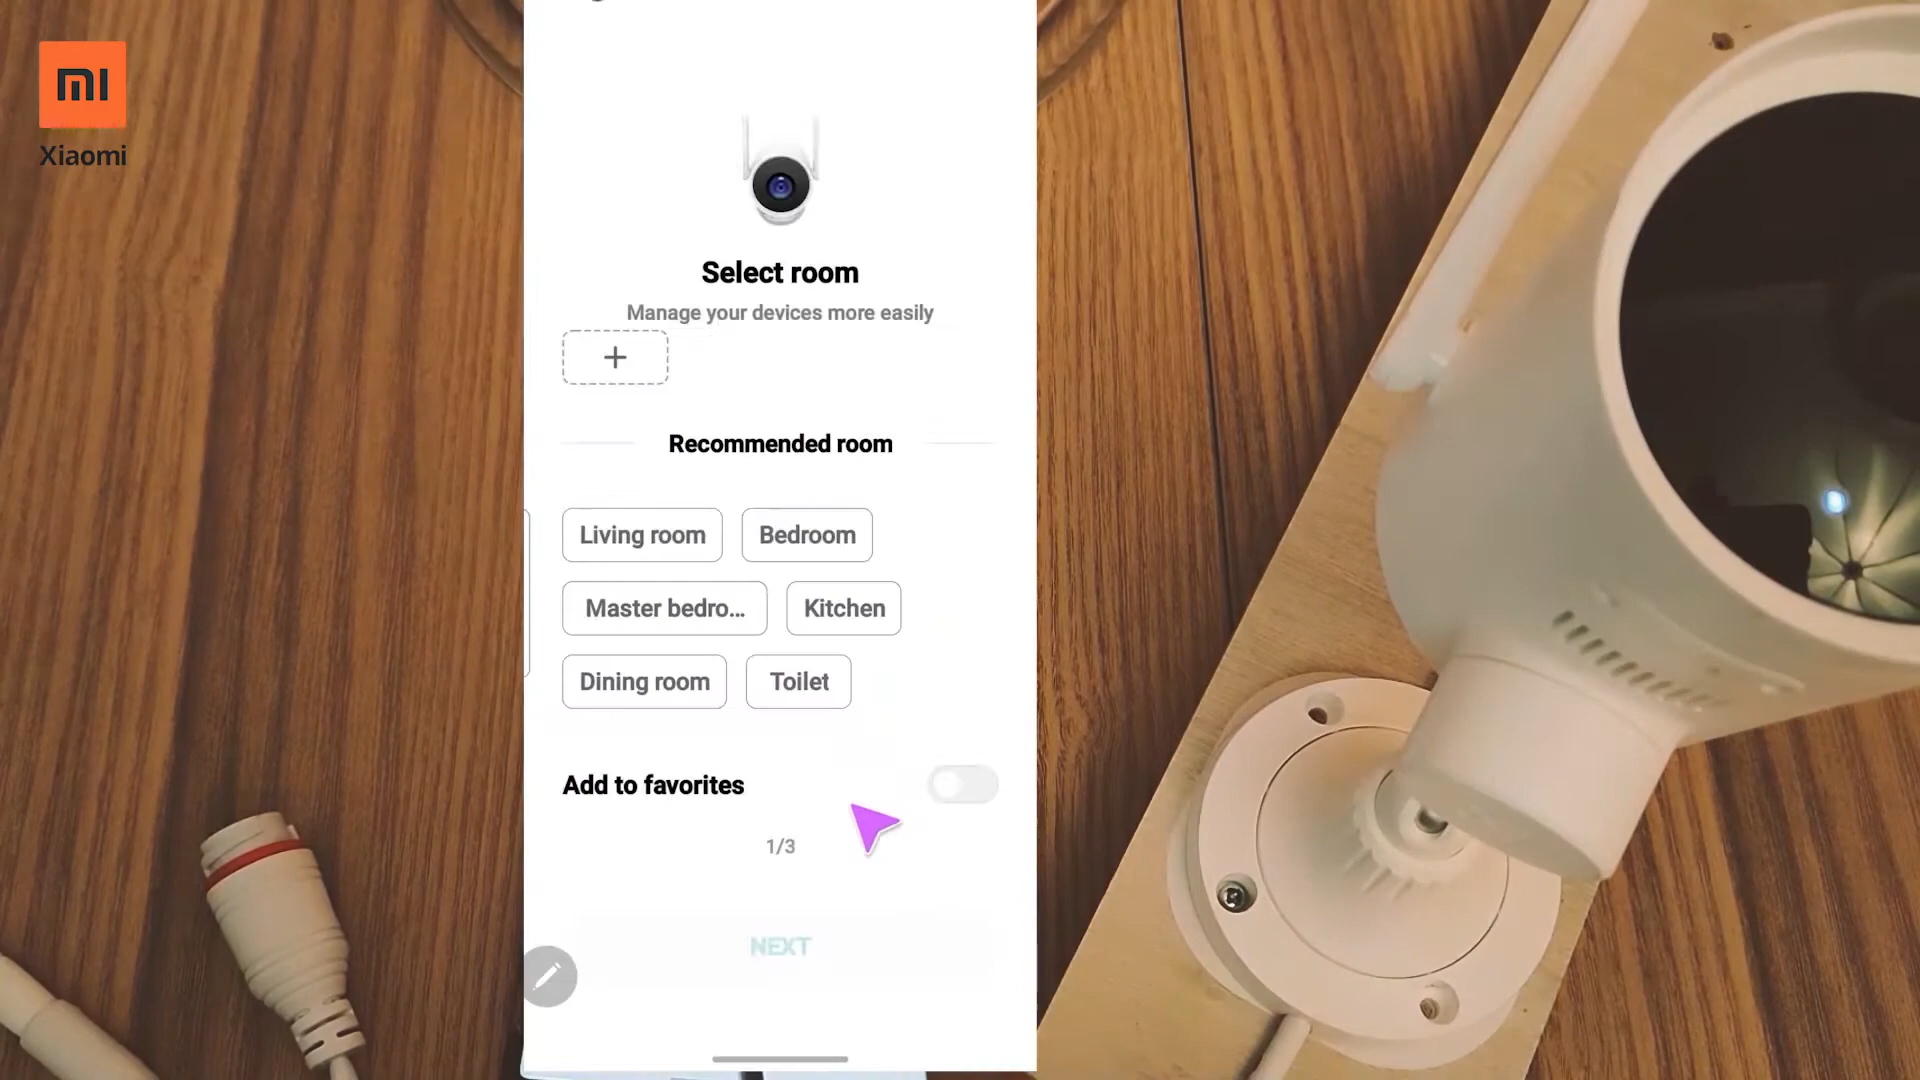 mi
Xiaomi
Select room
Manage your devices more easily
+
Recommended room
Living room
Bedroom
Master bedro...
Kitchen
Dining room
Toilet
Add to favorites
1/3
NEXT